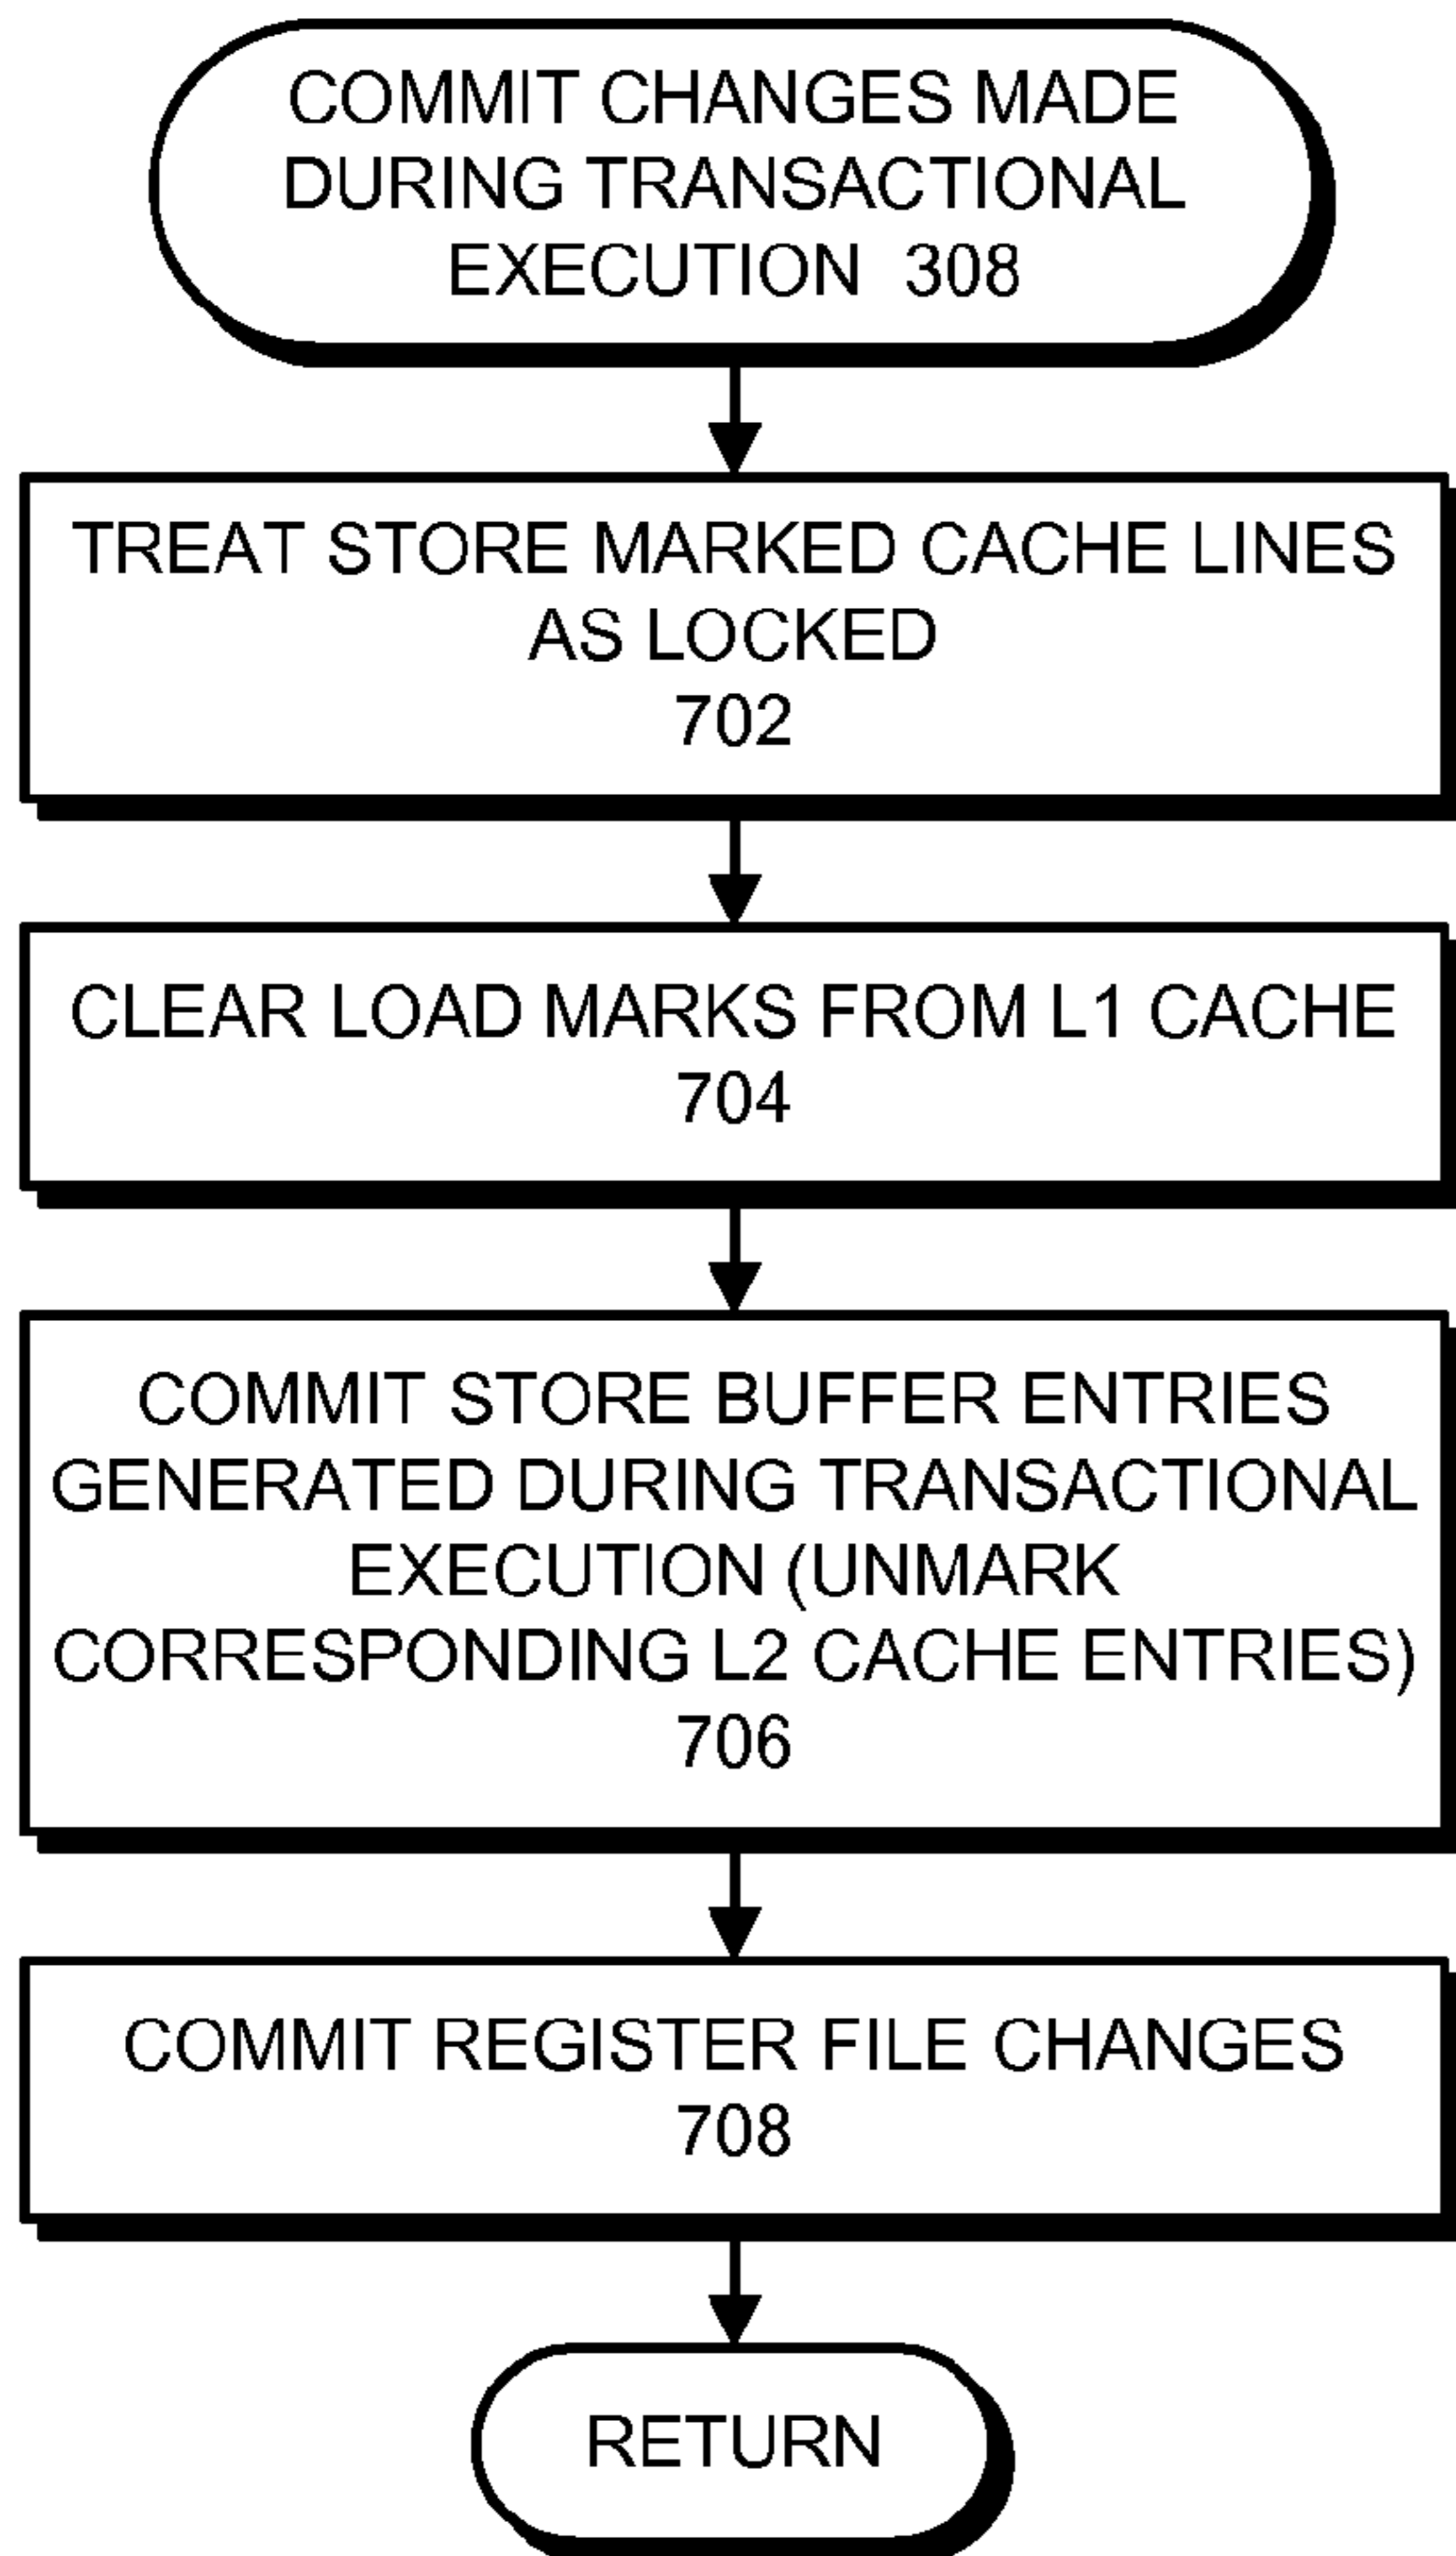 COMMIT CHANGES MADE
DURING TRANSACTIONAL
EXECUTION 308
TREAT STORE MARKED CACHE LINES
AS LOCKED
702
CLEAR LOAD MARKS FROM L1 CACHE
704
COMMIT STORE BUFFER ENTRIES
GENERATED DURING TRANSACTIONAL
EXECUTION (UNMARK
CORRESPONDING L2 CACHE ENTRIES)
706
COMMIT REGISTER FILE CHANGES
708
RETURN